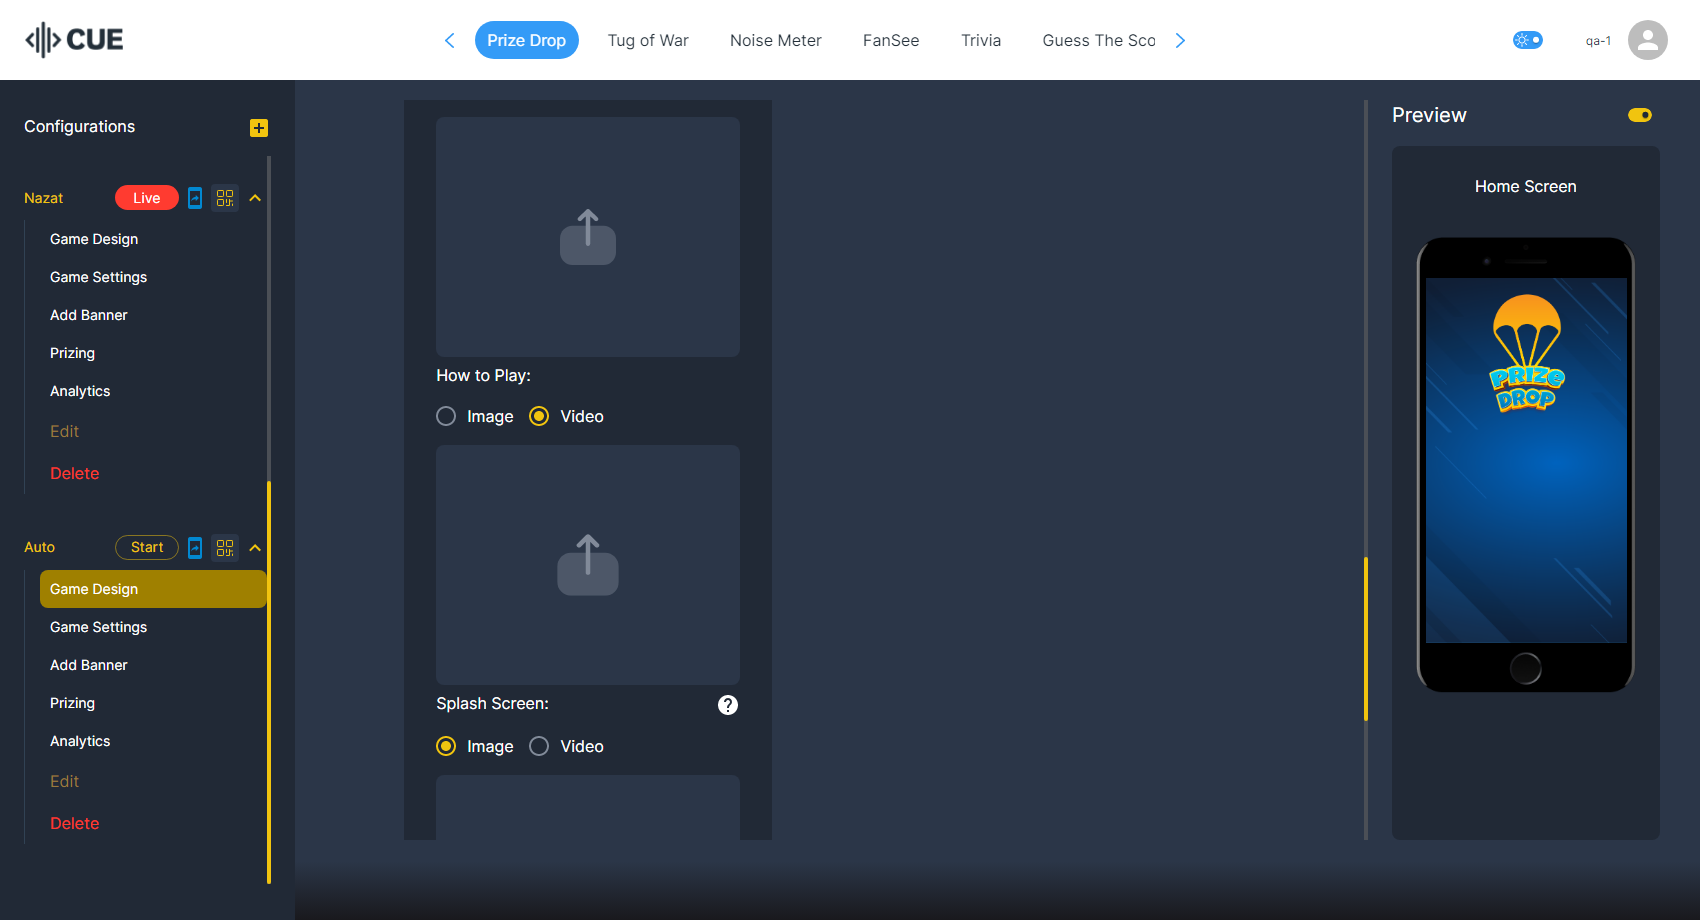 CUE
Prize Drop
Tug of War
Noise Meter
FanSee
Trivia
Guess The Sco
qa-1
Configurations
Nazat
Live
Game Design
Game Settings
Add Banner
Prizing
Analytics
Edit
Delete
Auto
Start
Game Design
Game Settings
Add Banner
Prizing
Analytics
Edit
Delete
How to Play:
Image
Video
Splash Screen:
?
Image
Video
Preview
Home Screen
PRIZE
DROP